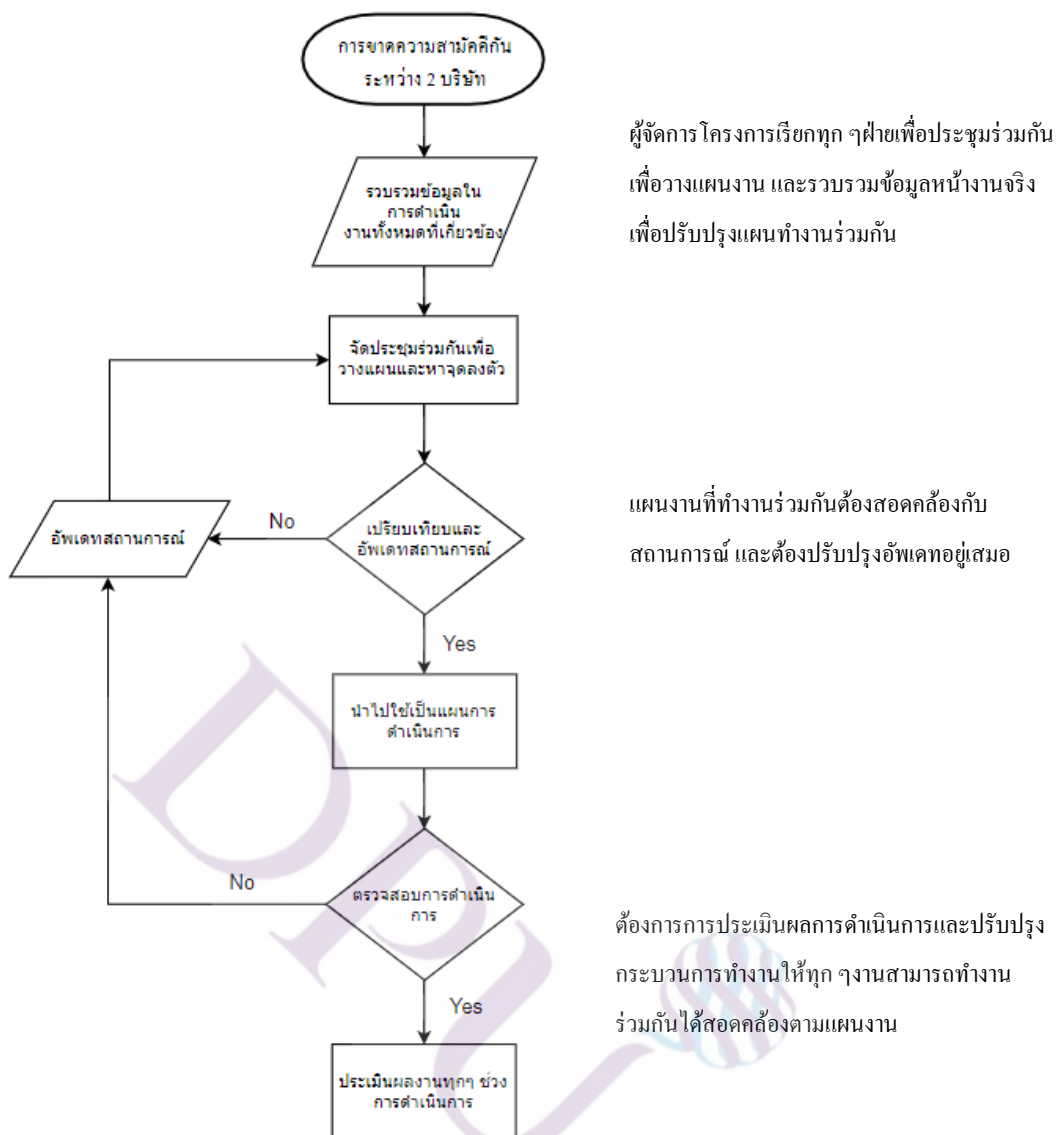 การขาดความสามัคคีกัน
ระหว่าง 2 บริษัท
ผู้จัดการโครงการเรียกทุก ๆฝ่ายเพื่อประชุมร่วมกัน
เพื่อวางแผนงาน และรวบรวมข้อมูลหน้างานจริง
เพื่อปรับปรุงแผนทำงานร่วมกัน
รวบรวมข้อมูลใน
การดำเนิน
งานทั้งหมดที่เกี่ยวข้อง
จัดประชุมร่วมกันเพื่อ
วางแผนและหาจุดลงตัว
แผนงานที่ทำงานร่วมกันต้องสอดคล้องกับ
สถานการณ์ และต้องปรับปรุงอัพเดทอยู่เสมอ
อัพเดทสถานการณ์
No
เปรียบเทียบและ
อัพเดทสถานการณ์
Yes
นำไปใช้เป็นแผนการ
ดำเนินการ
No
ตรวจสอบการดำเนิน
การ
ต้องการการประเมินผลการดำเนินการและปรับปรุง
กระบวนการทำงานให้ทุก ๆงานสามารถทำงาน
ร่วมกันได้สอดคล้องตามแผนงาน
Yes
ประเมินผลงานทุกๆ ช่วง
การดำเนินการ
DPU